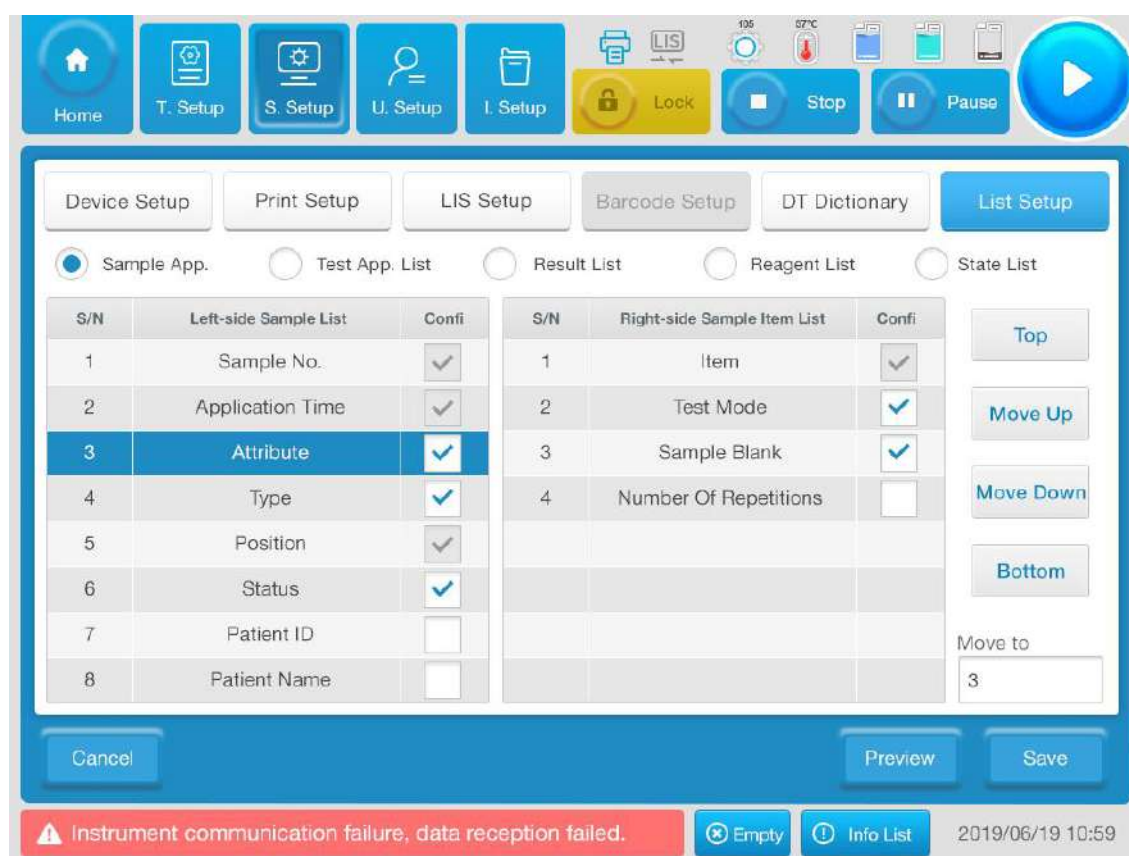 105 37°C
LIS
Home T. Setup S. Setup U. Setup I. Setup Lock Stop Pause
Device Setup Print Setup LIS Setup Barcode Setup DT Dictionary List Setup
Sample App. Test App. List Result List Reagent List State List
S/N Left-side Sample List Confi S/N Right-side Sample Item List Confi
Top
1 Sample No. 1 Item
2 Application Time 2 Test Mode
Move Up
3 Attribute 3 Sample Blank
4 Type 4 Number Of Repetitions
Move Down
5 Position
6 Status
Bottom
7 Patient ID
Move to
8 Patient Name
3
Cancel Preview Save
Instrument communication failure, data reception failed. Empty Info List 2019/06/19 10:59